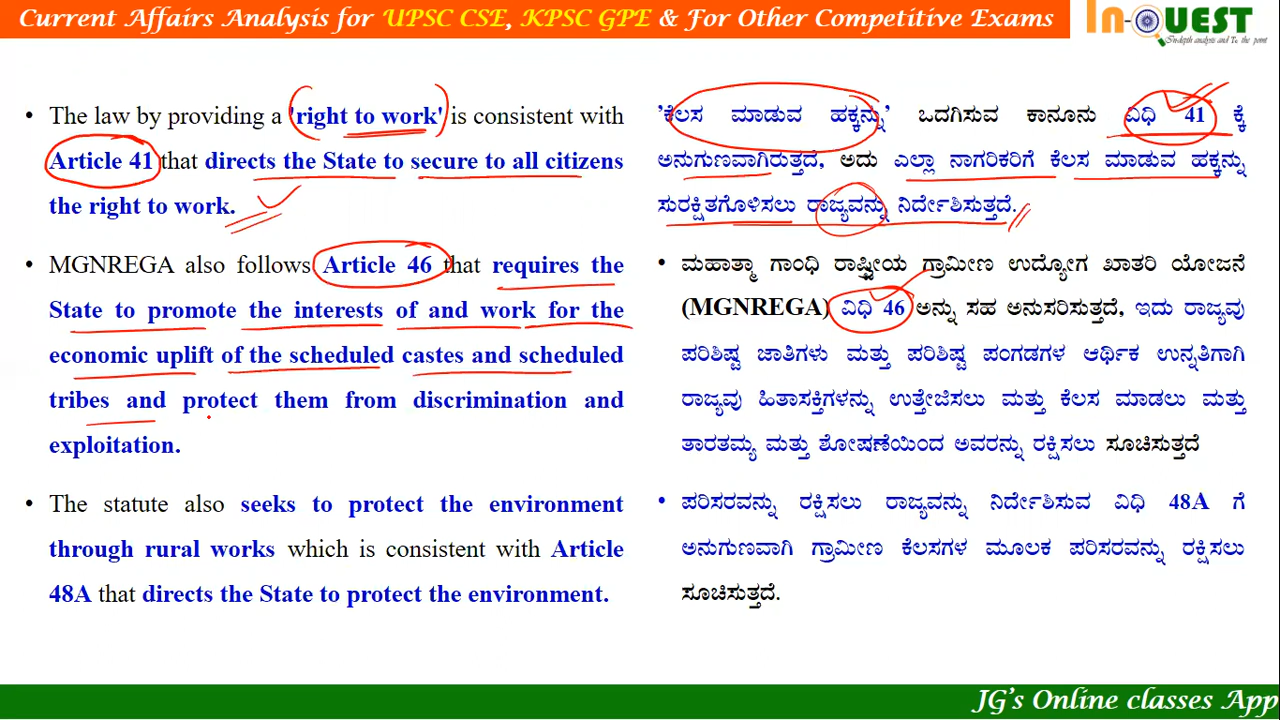 Current Affairs Analysis for UPSC CSE, KPSC GPE & For Other Competitive Exams
In-QUEST
In-depth analysis and To the point
• The law by providing a 'right to work' is consistent with
Article 41 that directs the State to secure to all citizens
the right to work.
• MGNREGA also follows Article 46 that requires the
State to promote the interests of and work for the
economic uplift of the scheduled castes and scheduled
tribes and protect them from discrimination and
exploitation.
• The statute also seeks to protect the environment
through rural works which is consistent with Article
48A that directs the State to protect the environment.
'ಕೆಲಸ ಮಾಡುವ ಹಕ್ಕನ್ನು' ಒದಗಿಸುವ ಕಾನೂನು ವಿಧಿ 41 ಕ್ಕೆ
ಅನುಗುಣವಾಗಿರುತ್ತದೆ, ಅದು ಎಲ್ಲಾ ನಾಗರಿಕರಿಗೆ ಕೆಲಸ ಮಾಡುವ ಹಕ್ಕನ್ನು
ಸುರಕ್ಷಿತಗೊಳಿಸಲು ರಾಜ್ಯವನ್ನು ನಿರ್ದೇಶಿಸುತ್ತದೆ.
• ಮಹಾತ್ಮಾ ಗಾಂಧಿ ರಾಷ್ಟ್ರೀಯ ಗ್ರಾಮೀಣ ಉದ್ಯೋಗ ಖಾತರಿ ಯೋಜನೆ
(MGNREGA) ವಿಧಿ 46 ಅನ್ನು ಸಹ ಅನುಸರಿಸುತ್ತದೆ, ಇದು ರಾಜ್ಯವು
ಪರಿಶಿಷ್ಟ ಜಾತಿಗಳು ಮತ್ತು ಪರಿಶಿಷ್ಟ ಪಂಗಡಗಳ ಆರ್ಥಿಕ ಉನ್ನತಿಗಾಗಿ
ರಾಜ್ಯವು ಹಿತಾಸಕ್ತಿಗಳನ್ನು ಉತ್ತೇಜಿಸಲು ಮತ್ತು ಕೆಲಸ ಮಾಡಲು ಮತ್ತು
ತಾರತಮ್ಯ ಮತ್ತು ಶೋಷಣೆಯಿಂದ ಅವರನ್ನು ರಕ್ಷಿಸಲು ಸೂಚಿಸುತ್ತದೆ
• ಪರಿಸರವನ್ನು ರಕ್ಷಿಸಲು ರಾಜ್ಯವನ್ನು ನಿರ್ದೇಶಿಸುವ ವಿಧಿ 48A ಗೆ
ಅನುಗುಣವಾಗಿ ಗ್ರಾಮೀಣ ಕೆಲಸಗಳ ಮೂಲಕ ಪರಿಸರವನ್ನು ರಕ್ಷಿಸಲು
ಸೂಚಿಸುತ್ತದೆ.
JG's Online classes App